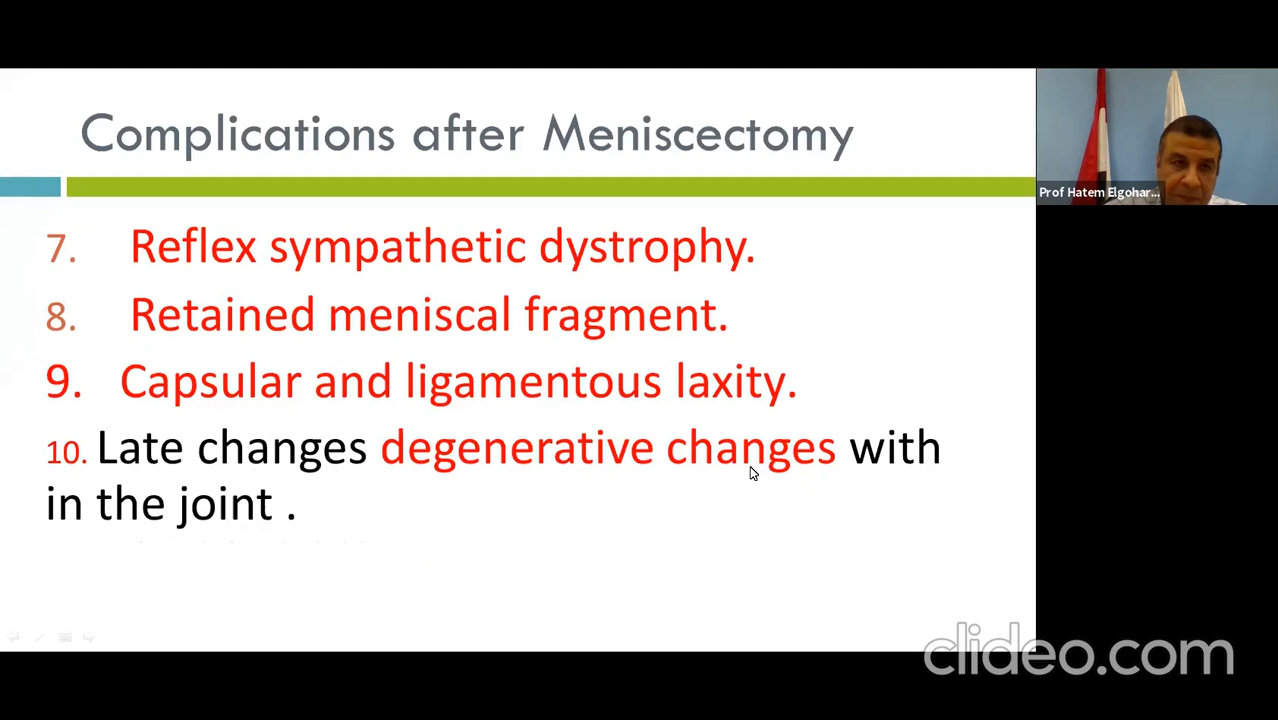 Complications after Meniscectomy
Prof Hatem Elgohar...
7. Reflex sympathetic dystrophy.
8. Retained meniscal fragment.
9. Capsular and ligamentous laxity.
10. Late changes degenerative changes with
in the joint .
clideo.com